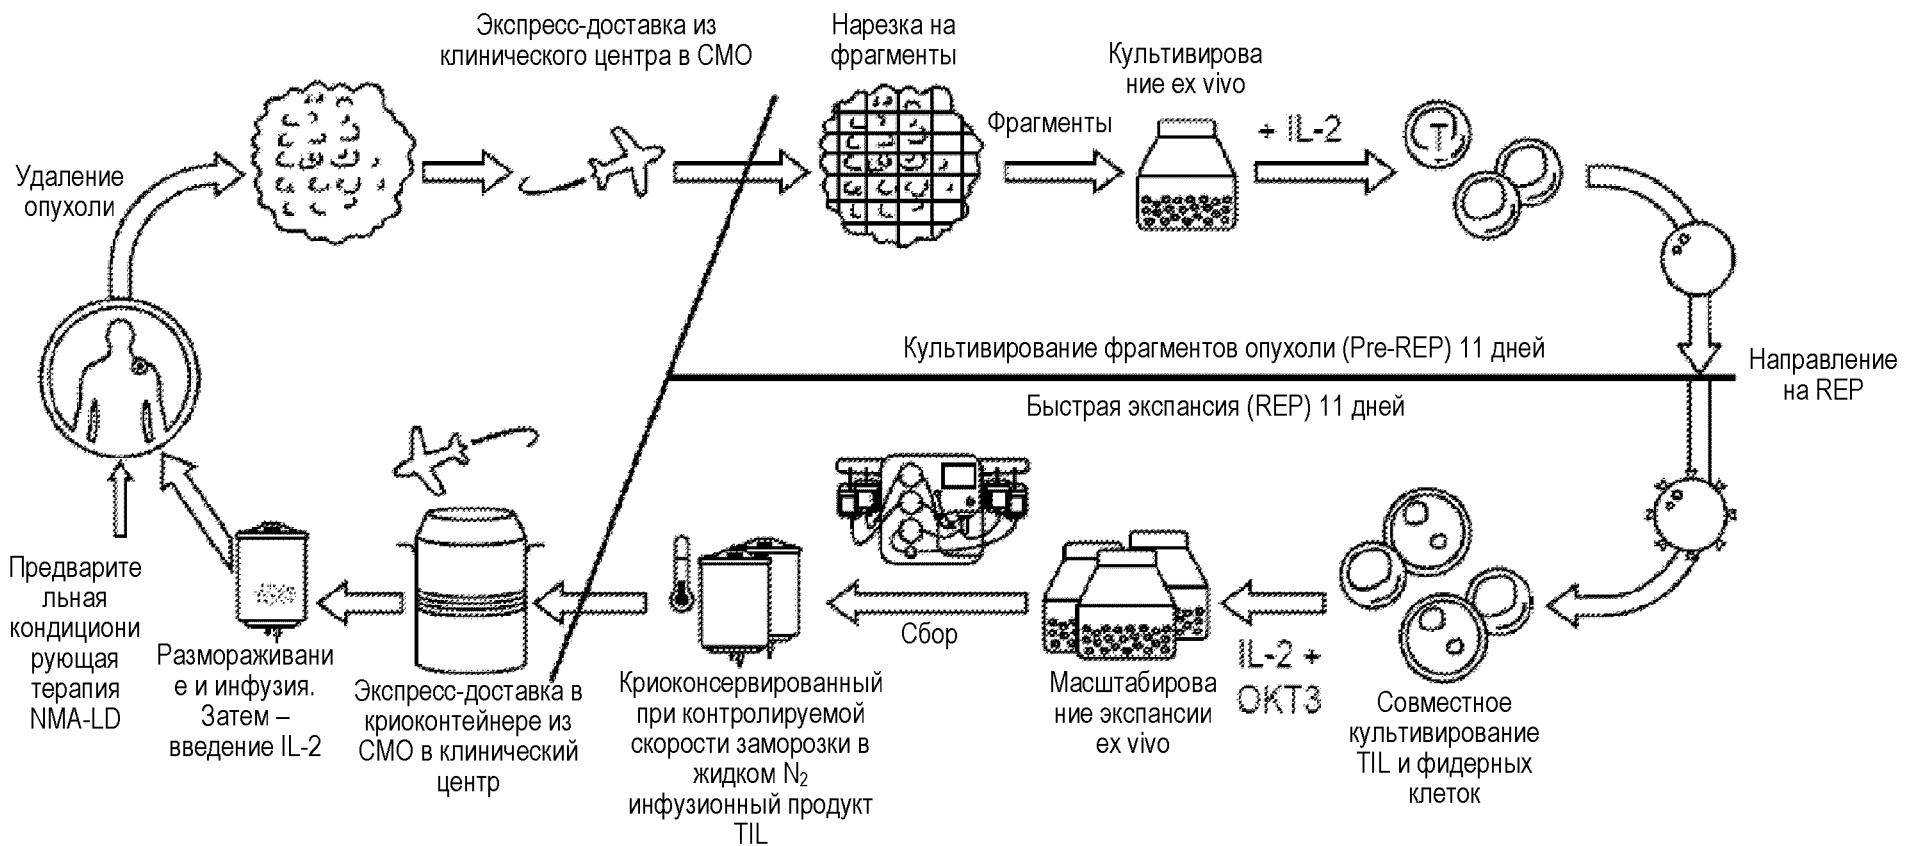 Экспресс-доставка из
клинического центра в СМО
Нарезка на
фрагменты
Культивирова
ние ex vivo
Фрагменты
+ IL-2
T
Удаление
опухоли
Культивирование фрагментов опухоли (Pre-REP) 11 дней
Направление
на REP
Быстрая экспансия (REP) 11 дней
Предварите
льная
кондициони
рующая
терапия
NMA-LD
Размораживани
е и инфузия.
Затем –
введение IL-2
Экспресс-доставка в
криоконтейнере из
СМО в клинический
центр
Криоконсервированный
при контролируемой
скорости заморозки в
жидком N₂
инфузионный продукт
TIL
Сбор
Масштабирова
ние экспансии
ex vivo
IL-2 +
OKT3
Совместное
культивирование
TIL и фидерных
клеток